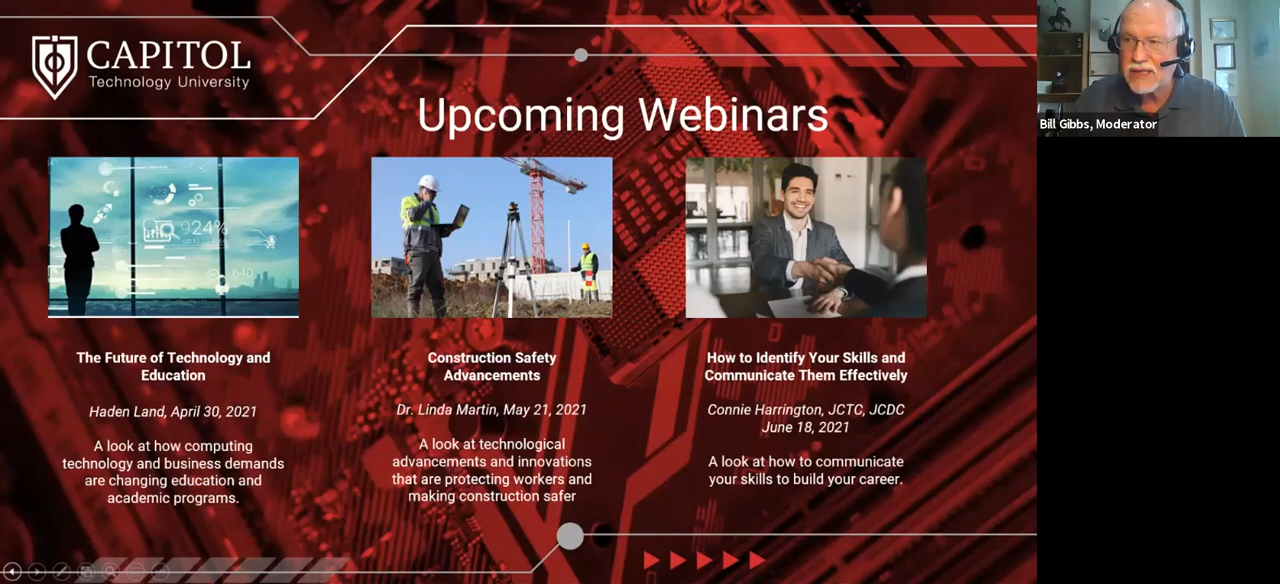 CAPITOL
Technology University
Upcoming Webinars
Bill Gibbs, Moderator
924%
640
The Future of Technology and
Education
Haden Land, April 30, 2021
A look at how computing
technology and business demands
are changing education and
academic programs.
Construction Safety
Advancements
Dr. Linda Martin, May 21, 2021
A look at technological
advancements and innovations
that are protecting workers and
making construction safer
How to Identify Your Skills and
Communicate Them Effectively
Connie Harrington, JCTC, JCDC
June 18, 2021
A look at how to communicate
your skills to build your career.